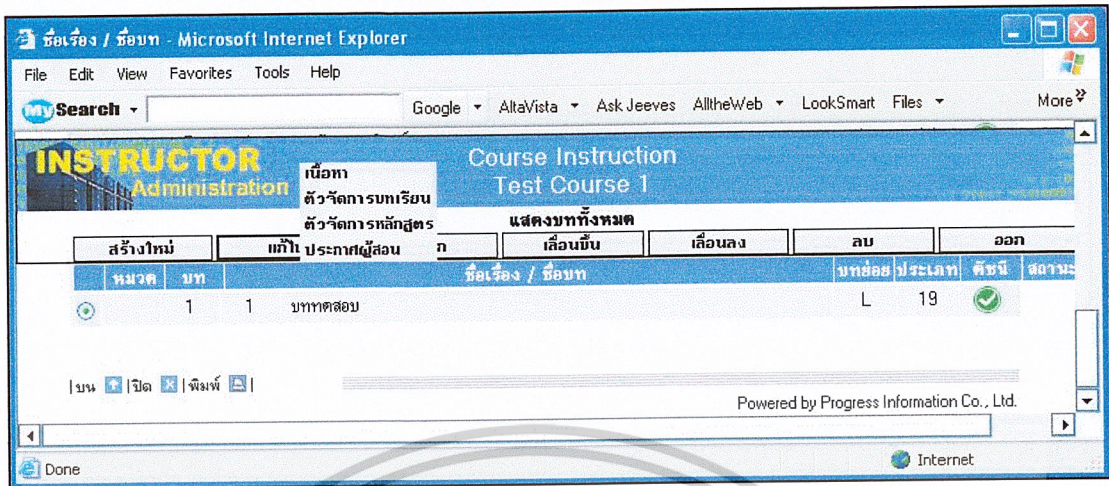 ชื่อเรื่อง / ชื่อบท - Microsoft Internet Explorer
File Edit View Favorites Tools Help
My Search Google AltaVista Ask Jeeves AlltheWeb LookSmart Files More
INSTRUCTOR
Administration
Course Instruction
Test Course 1
เนื้อหา
ตัวจัดการบทเรียน
ตัวจัดการหลักสูตร
ประกาศผู้สอน
แสดงบททั้งหมด
สร้างใหม่ เลื่อนขึ้น เลื่อนลง ลบ ออก
หมวด บท ชื่อเรื่อง / ชื่อบท บทย่อย ประเภท ดัชนี สถานะ
1 1 บททดสอบ L 19
|บน |ปิด |พิมพ์ |
Powered by Progress Information Co., Ltd.
Done Internet